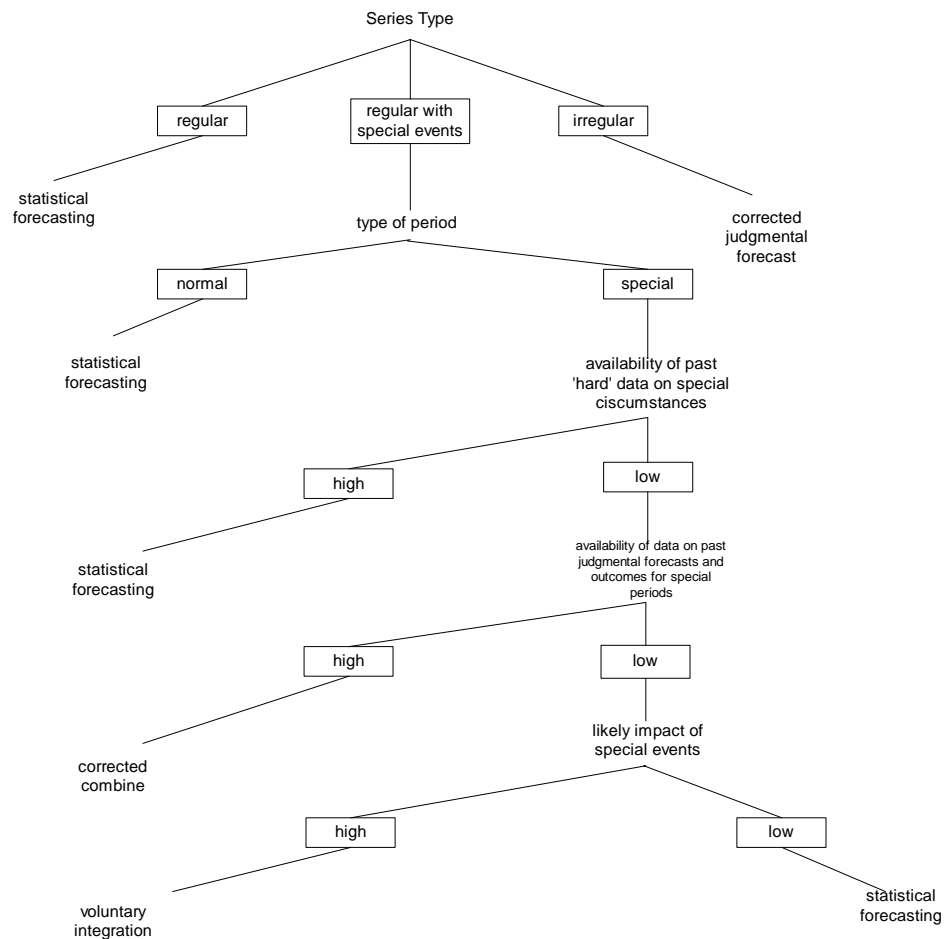 Series Type
regular
regular with
special events
irregular
statistical
forecasting
corrected
judgmental
forecast
type of period
normal
special
statistical
forecasting
availability of past
'hard' data on special
ciscumstances
high
low
statistical
forecasting
availability of data on past
judgmental forecasts and
outcomes for special
periods
high
low
corrected
combine
likely impact of
special events
high
low
voluntary
integration
statistical
forecasting